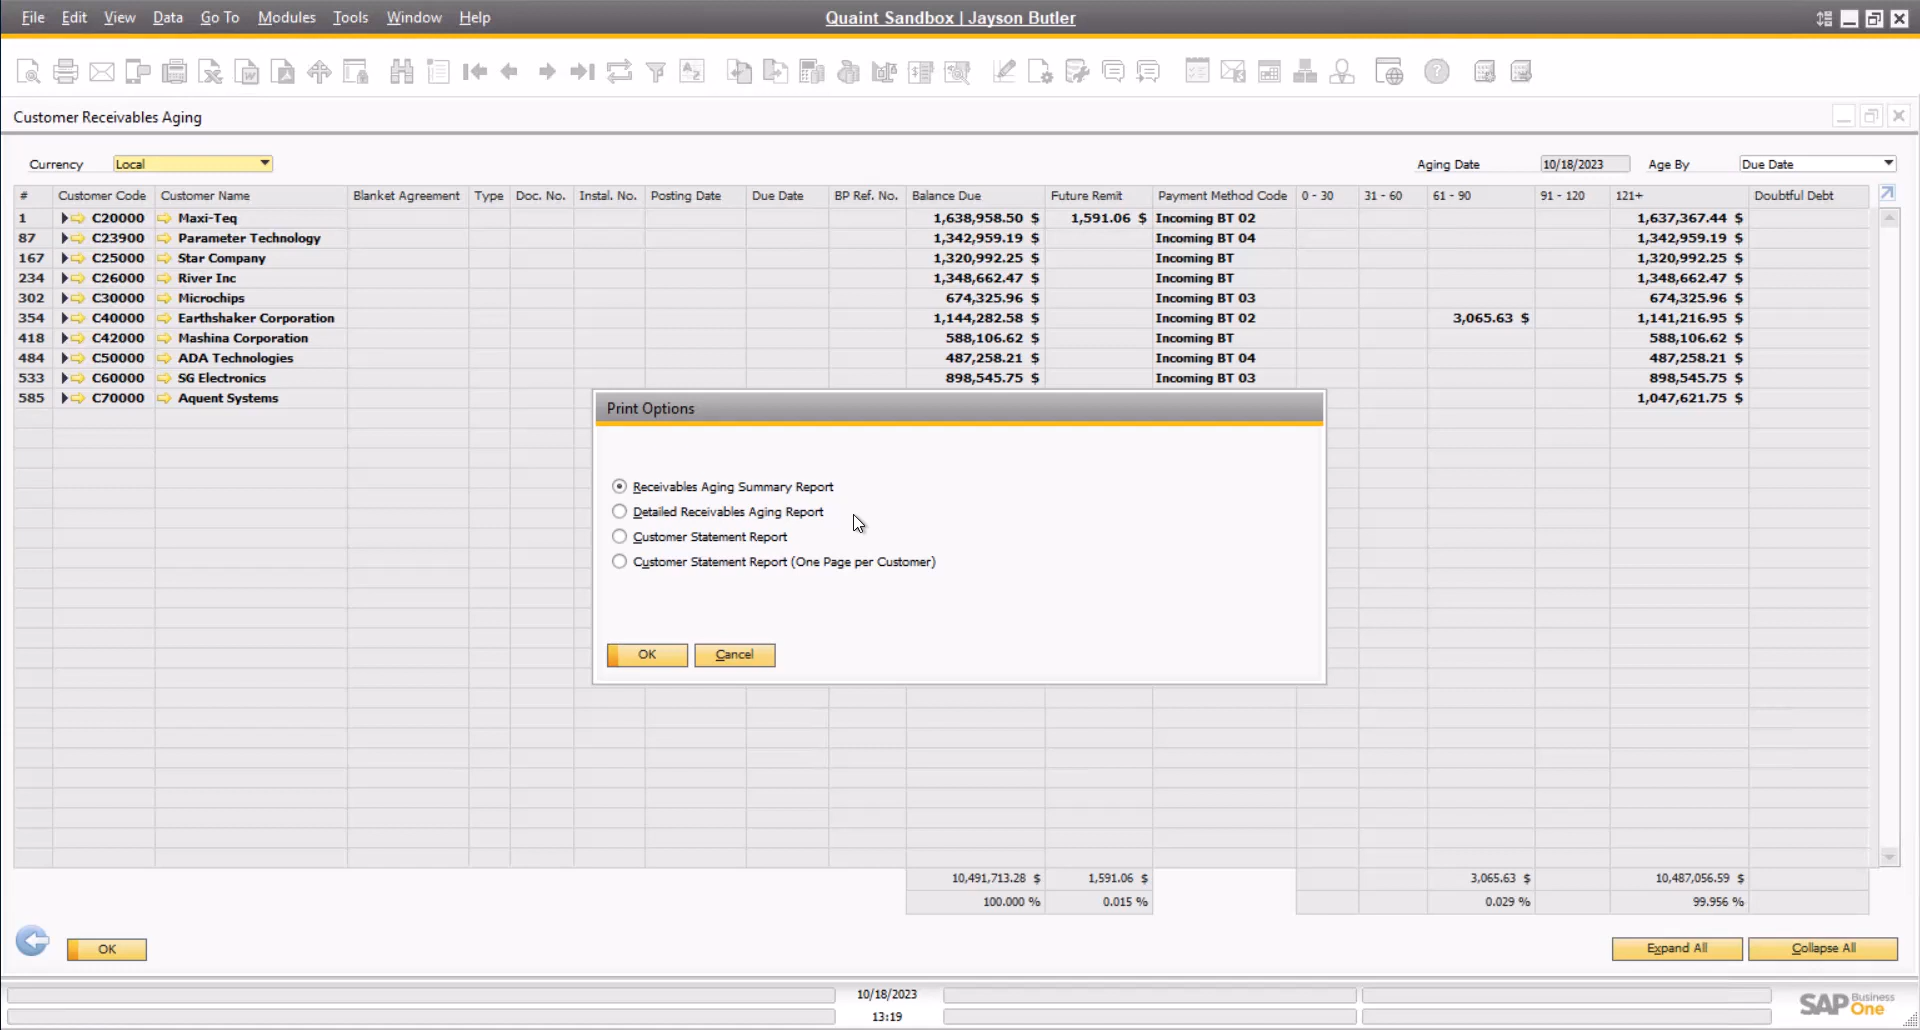 File Edit View Data Go To Modules Tools Window Help
Quaint Sandbox | Jayson Butler
Customer Receivables Aging
Currency Local Aging Date 10/18/2023 Age By Due Date
# Customer Code Customer Name Blanket Agreement Type Doc. No. Instal. No. Posting Date Due Date BP Ref. No. Balance Due Future Remit Payment Method Code 0 - 30 31 - 60 61 - 90 91 - 120 121+ Doubtful Debt
1 C20000 Maxi-Teq 1,638,958.50 $ 1,591.06 $ Incoming BT 02 1,637,367.44 $
87 C23900 Parameter Technology 1,342,959.19 $ Incoming BT 04 1,342,959.19 $
167 C25000 Star Company 1,320,992.25 $ Incoming BT 1,320,992.25 $
234 C26000 River Inc 1,348,662.47 $ Incoming BT 1,348,662.47 $
302 C30000 Microchips 674,325.96 $ Incoming BT 03 674,325.96 $
354 C40000 Earthshaker Corporation 1,144,282.58 $ Incoming BT 02 3,065.63 $ 1,141,216.95 $
418 C42000 Mashina Corporation 588,106.62 $ Incoming BT 588,106.62 $
484 C50000 ADA Technologies 487,258.21 $ Incoming BT 04 487,258.21 $
533 C60000 SG Electronics 898,545.75 $ Incoming BT 03 898,545.75 $
585 C70000 Aquent Systems 1,047,621.75 $
Print Options
Receivables Aging Summary Report
Detailed Receivables Aging Report
Customer Statement Report
Customer Statement Report (One Page per Customer)
OK Cancel
10,491,713.28 $ 1,591.06 $ 3,065.63 $ 10,487,056.59 $
100.000 % 0.015 % 0.029 % 99.956 %
OK Expand All Collapse All
10/18/2023
13:19
SAP Business One